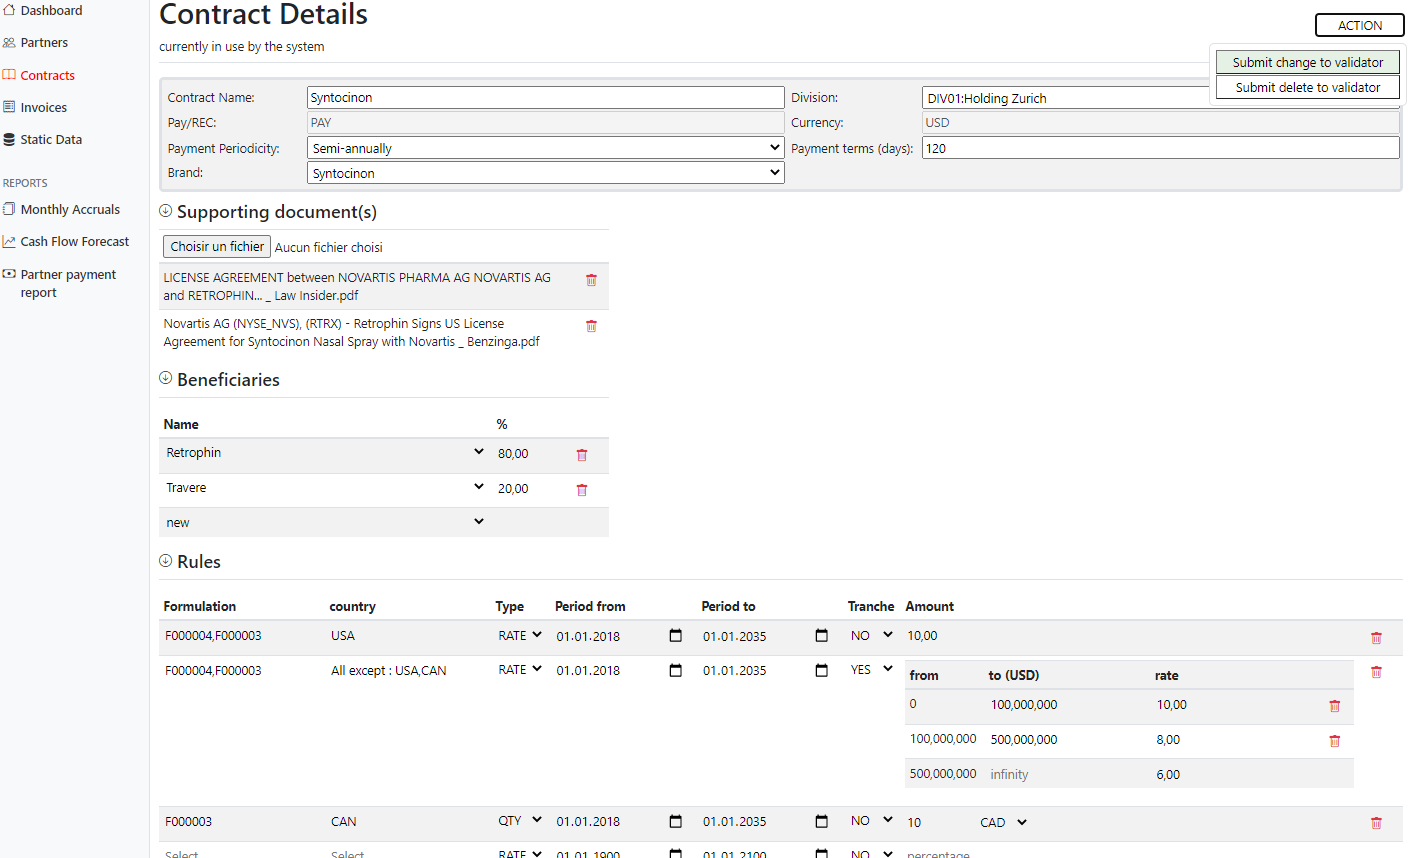 Dashboard
Partners
Contracts
Invoices
Static Data
REPORTS
Monthly Accruals
Cash Flow Forecast
Partner payment
report
Contract Details
ACTION
currently in use by the system
Submit change to validator
Submit delete to validator
Contract Name: Syntocinon Division: DIV01:Holding Zurich
Pay/REC: PAY Currency: USD
Payment Periodicity: Semi-annually Payment terms (days): 120
Brand: Syntocinon
Supporting document(s)
Choisir un fichier Aucun fichier choisi
LICENSE AGREEMENT between NOVARTIS PHARMA AG NOVARTIS AG
and RETROPHIN... _ Law Insider.pdf
Novartis AG (NYSE_NVS), (RTRX) - Retrophin Signs US License
Agreement for Syntocinon Nasal Spray with Novartis _ Benzinga.pdf
Beneficiaries
Name %
Retrophin 80,00
Travere 20,00
new
Rules
Formulation country Type Period from Period to Tranche Amount
F000004,F000003 USA RATE 01.01.2018 01.01.2035 NO 10,00
F000004,F000003 All except : USA,CAN RATE 01.01.2018 01.01.2035 YES
from to (USD) rate
0 100,000,000 10,00
100,000,000 500,000,000 8,00
500,000,000 infinity 6,00
F000003 CAN QTY 01.01.2018 01.01.2035 NO 10 CAD
Select Select RATE 01.01.1900 01.01.2100 NO percentage